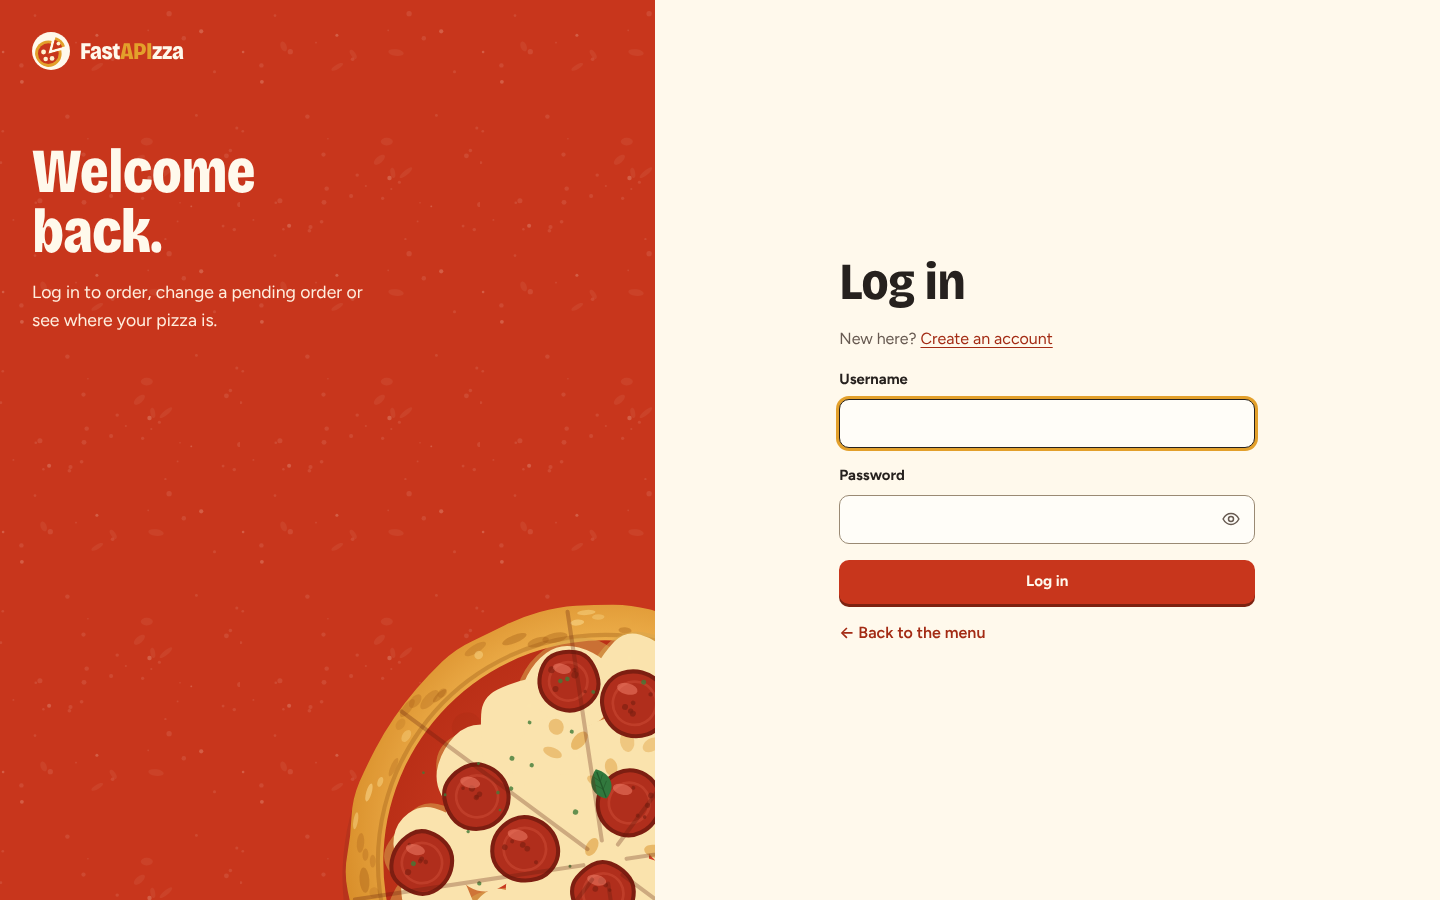 FastAPIzza
Welcome
back.
Log in to order, change a pending order or
see where your pizza is.
Log in
New here? Create an account
Username
Password
Log in
← Back to the menu